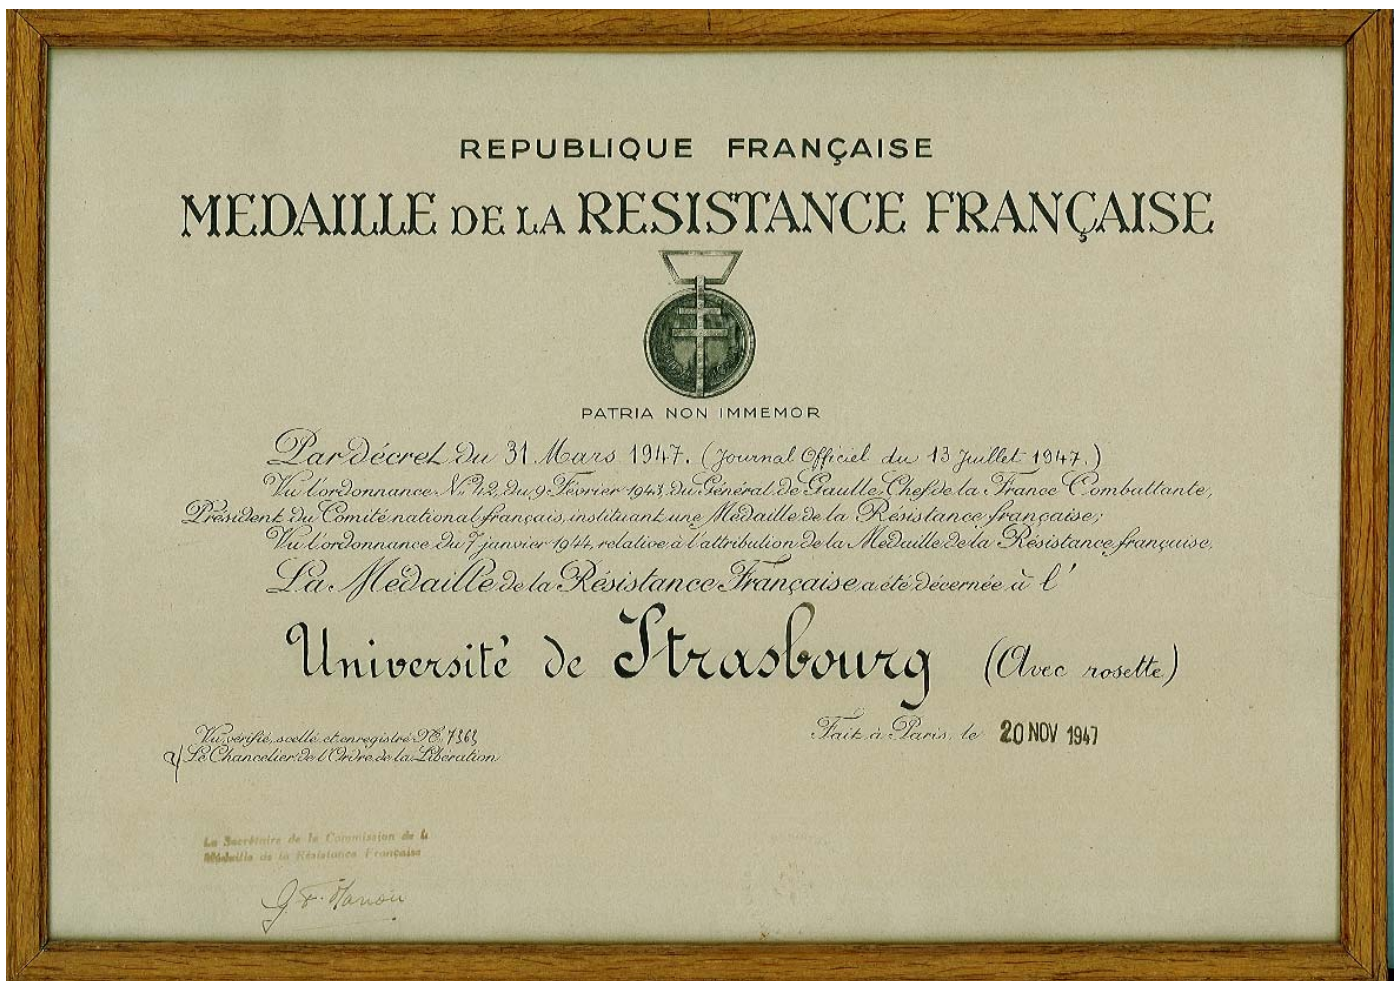 REPUBLIQUE FRANÇAISE
MEDAILLE DE LA RESISTANCE FRANÇAISE
PATRIA NON IMMEMOR
Par décret du 31 Mars 1947. (Journal Officiel du 13 Juillet 1947.)
Vu l'ordonnance No 42, du 9 Février 1943, du Général de Gaulle, Chef de la France Combattante,
Président du Comité national français, instituant une Médaille de la Résistance française;
Vu l'ordonnance du 7 janvier 1944, relative à l'attribution de la Médaille de la Résistance française,
La Médaille de la Résistance Française a été décernée à l'
Université de Strasbourg (Avec rosette)
Vu, vérifié, scellé et enregistré No 7363
Le Chancelier de l'Ordre de la Libération
Fait à Paris, le 20 NOV 1947
Le Secrétaire de la Commission de la
Médaille de la Résistance Française